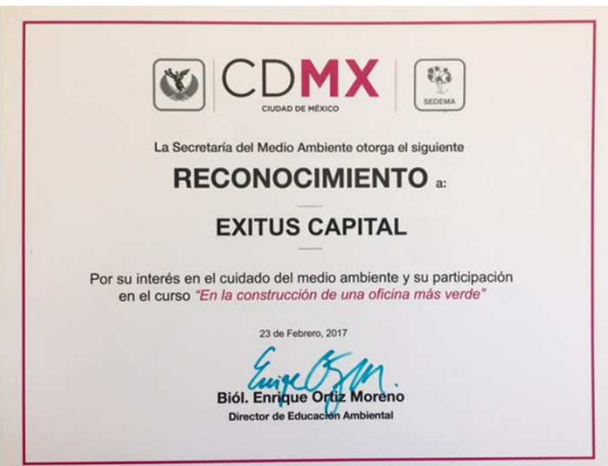 CDMX
CIUDAD DE MÉXICO
SEDEMA
La Secretaría del Medio Ambiente otorga el siguiente
RECONOCIMIENTO a:
EXITUS CAPITAL
Por su interés en el cuidado del medio ambiente y su participación
en el curso "En la construcción de una oficina más verde"
23 de Febrero, 2017
Biól. Enrique Ortiz Moreno
Director de Educación Ambiental